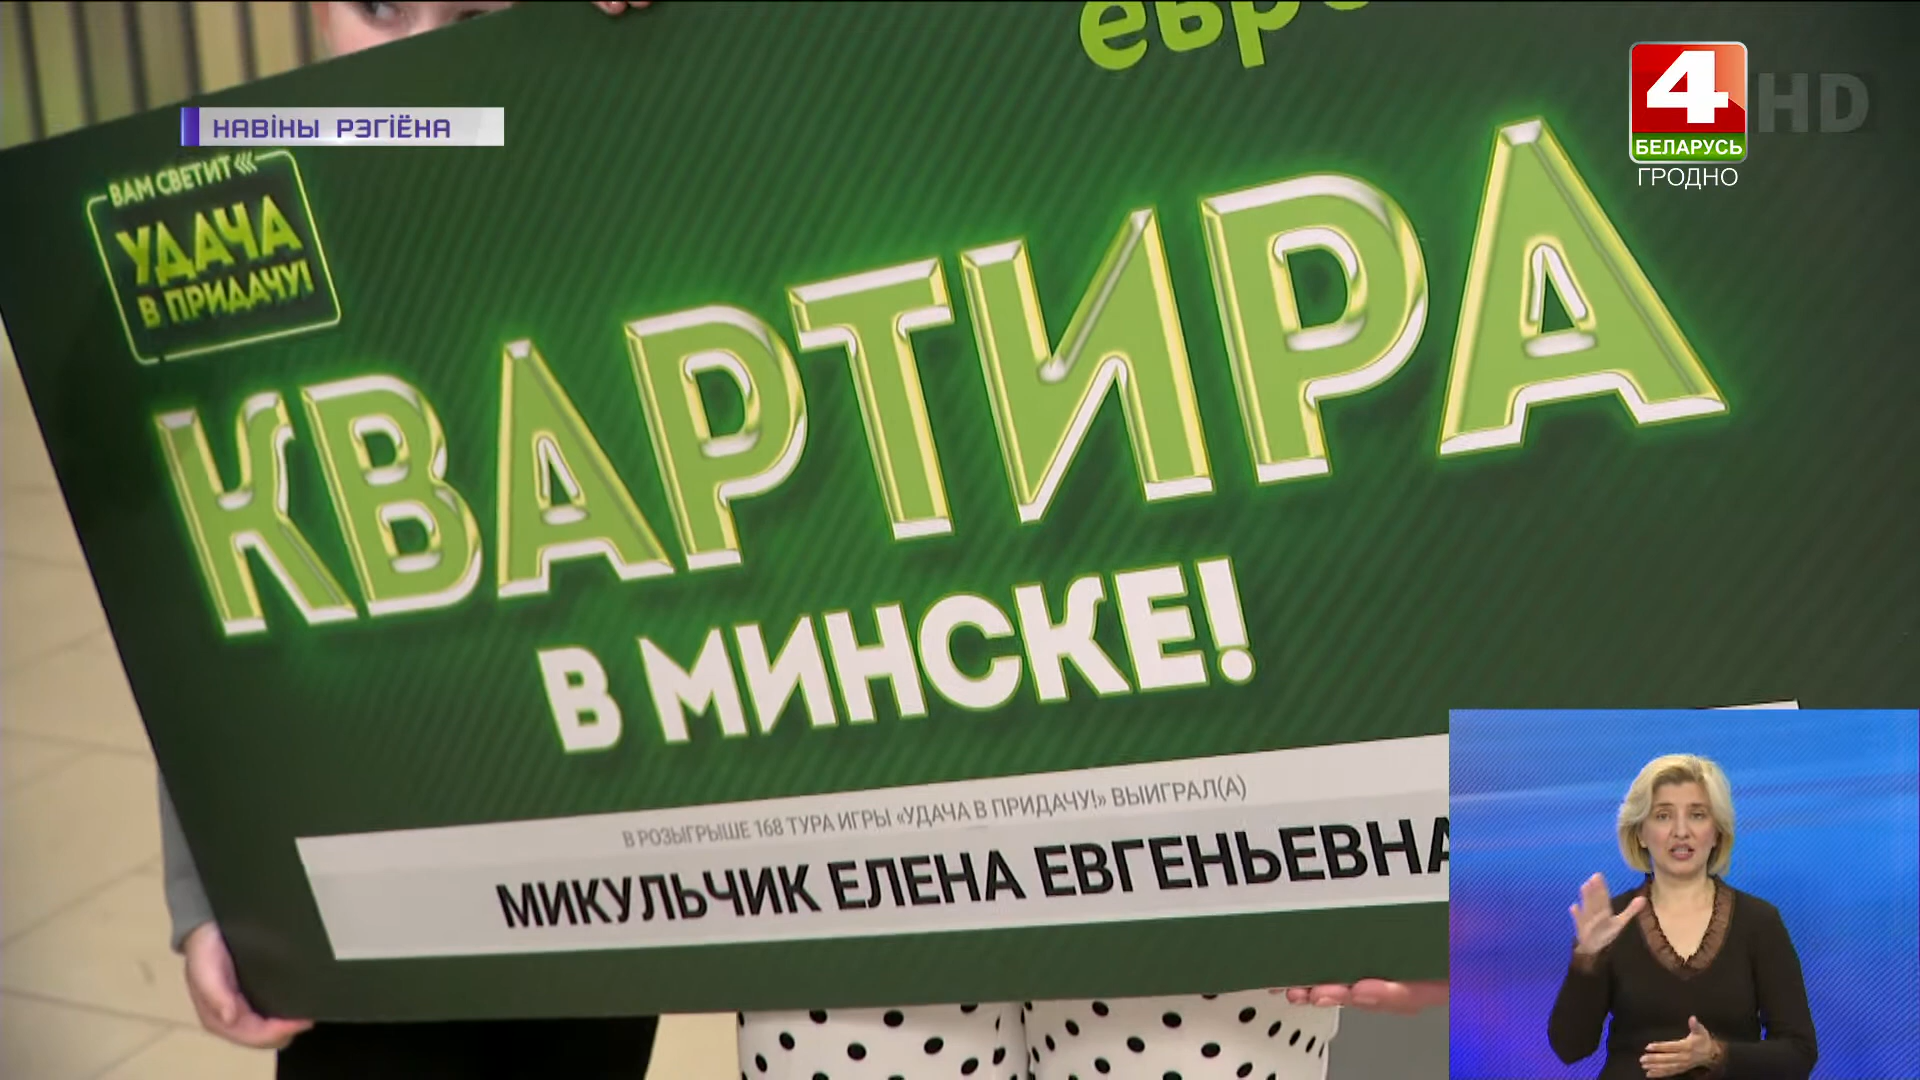 НАВІНЫ РЭГІЁНА
4 HD
БЕЛАРУСЬ
ГРОДНО
ВАМ СВЕТИТ
УДАЧА
В ПРИДАЧУ!
КВАРТИРА
В МИНСКЕ!
В РОЗЫГРЫШЕ 168 ТУРА ИГРЫ «УДАЧА В ПРИДАЧУ!» ВЫИГРАЛ(А)
МИКУЛЬЧИК ЕЛЕНА ЕВГЕНЬЕВНА